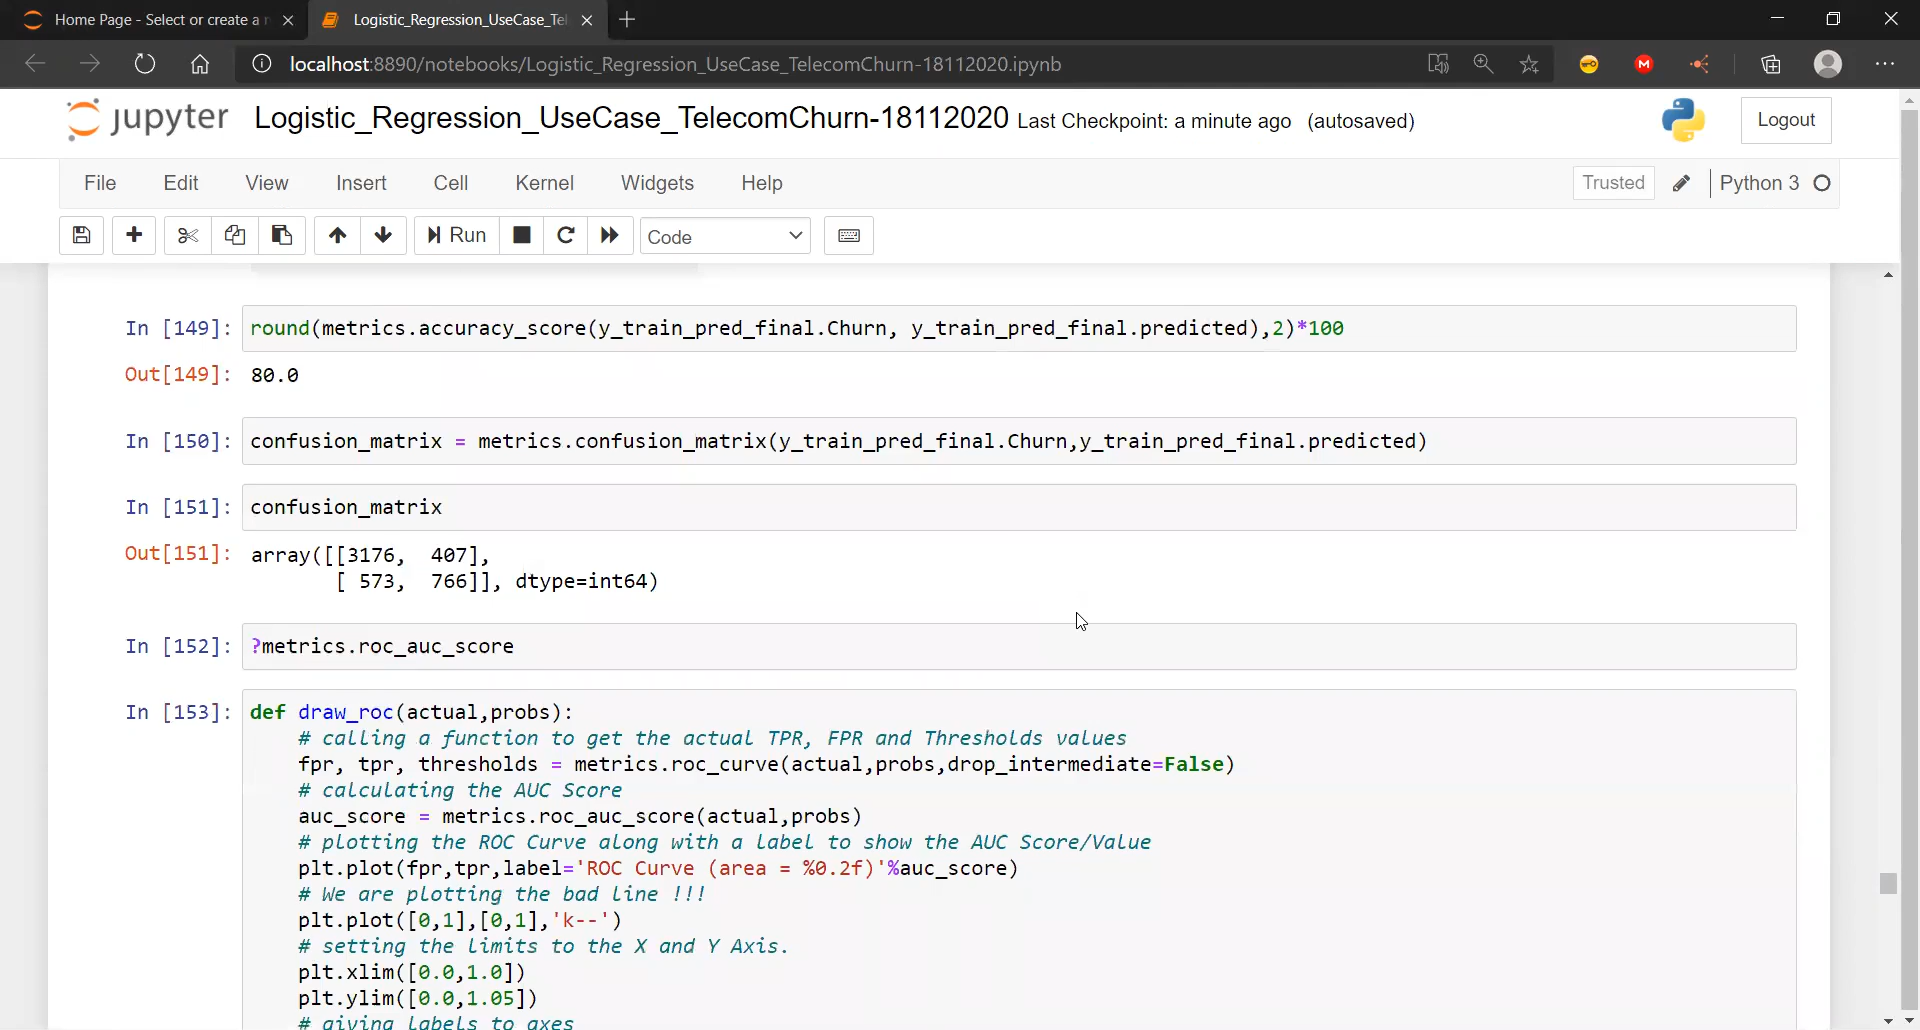 Home Page - Select or create a n
Logistic_Regression_UseCase_Tel
localhost:8890/notebooks/Logistic_Regression_UseCase_TelecomChurn-18112020.ipynb
jupyter Logistic_Regression_UseCase_TelecomChurn-18112020 Last Checkpoint: a minute ago (autosaved)
Logout
File Edit View Insert Cell Kernel Widgets Help
Trusted Python 3
Run Code
In [149]: round(metrics.accuracy_score(y_train_pred_final.Churn, y_train_pred_final.predicted),2)*100
Out[149]: 80.0
In [150]: confusion_matrix = metrics.confusion_matrix(y_train_pred_final.Churn,y_train_pred_final.predicted)
In [151]: confusion_matrix
Out[151]: array([[3176, 407],
[ 573, 766]], dtype=int64)
In [152]: ?metrics.roc_auc_score
In [153]: def draw_roc(actual,probs):
# calling a function to get the actual TPR, FPR and Thresholds values
fpr, tpr, thresholds = metrics.roc_curve(actual,probs,drop_intermediate=False)
# calculating the AUC Score
auc_score = metrics.roc_auc_score(actual,probs)
# plotting the ROC Curve along with a label to show the AUC Score/Value
plt.plot(fpr,tpr,label='ROC Curve (area = %0.2f)'%auc_score)
# We are plotting the bad line !!!
plt.plot([0,1],[0,1],'k--')
# setting the limits to the X and Y Axis.
plt.xlim([0.0,1.0])
plt.ylim([0.0,1.05])
# giving labels to axes